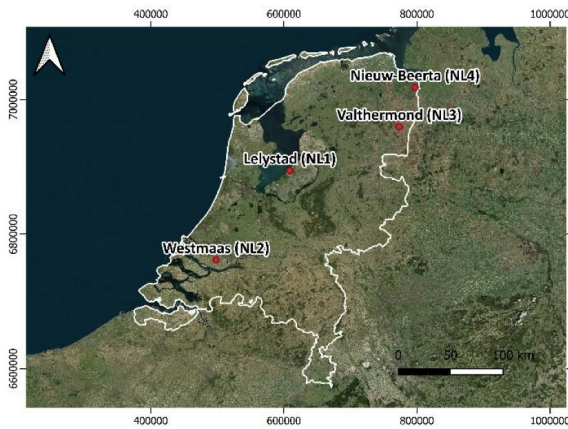 400000 600000 800000 1000000
7000000
Nieuw-Beerta (NL4)
Valthermond (NL3)
Lelystad (NL1)
6800000
Westmaas (NL2)
6600000
0 50 100 km
400000 600000 800000 1000000